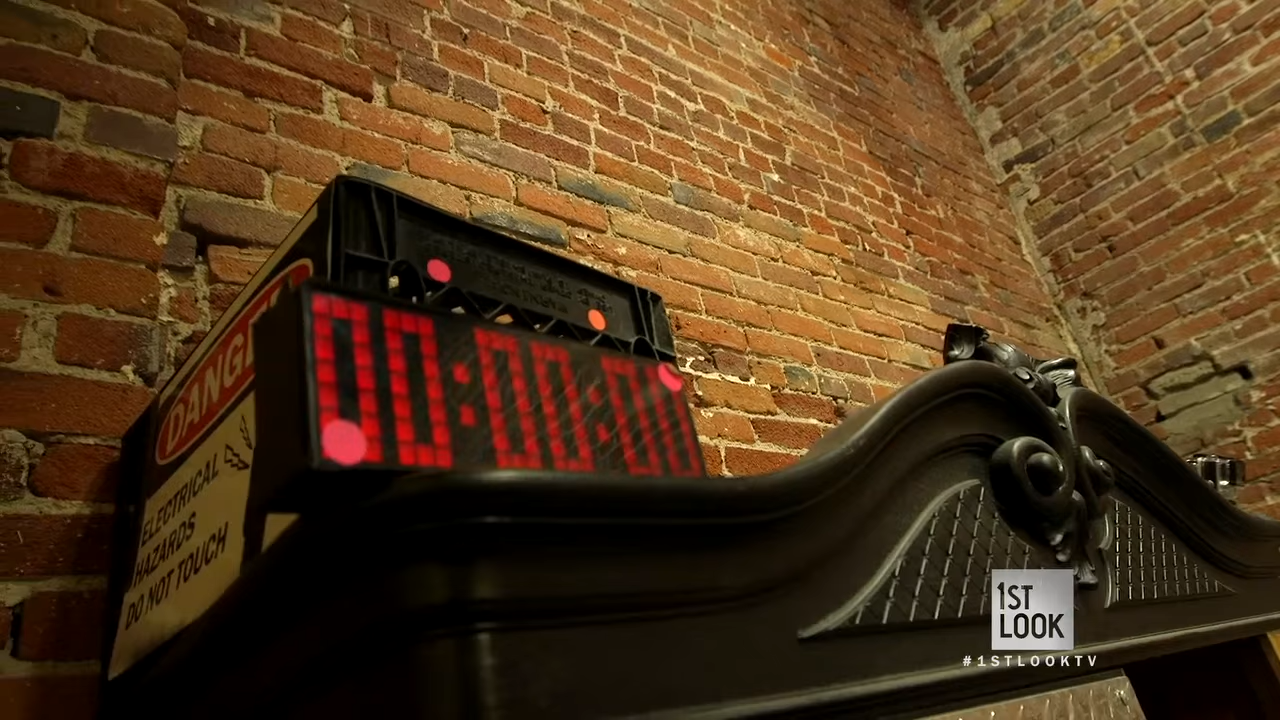 00:00:00
DANGER
ELECTRICAL
HAZARDS
DO NOT TOUCH
1ST
LOOK
#1STLOOKTV